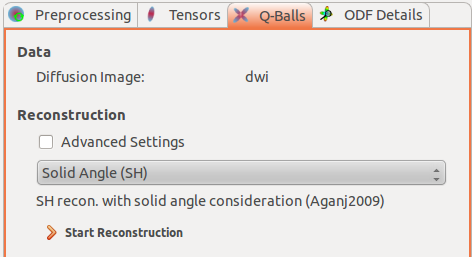 Preprocessing Tensors Q-Balls ODF Details
Data
Diffusion Image: dwi
Reconstruction
Advanced Settings
Solid Angle (SH)
SH recon. with solid angle consideration (Aganj2009)
Start Reconstruction